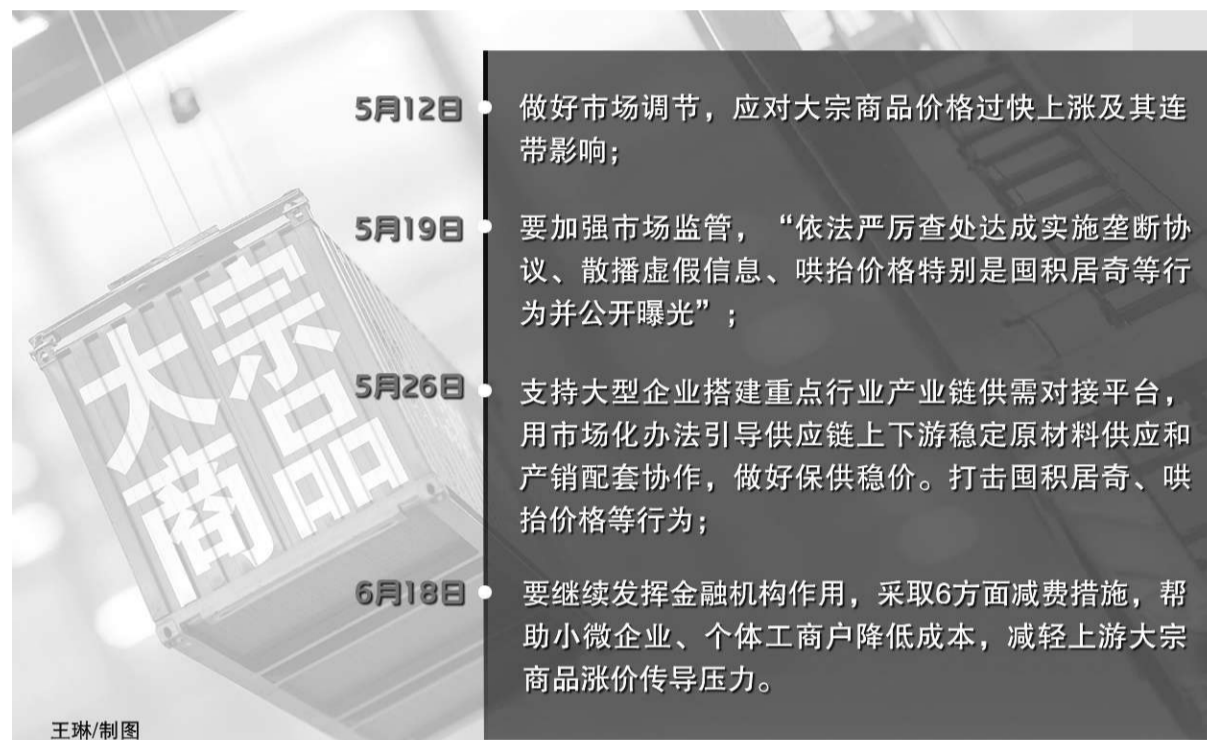 大宗
商品
5月12日
做好市场调节，应对大宗商品价格过快上涨及其连
带影响；
5月19日
要加强市场监管，“依法严厉查处达成实施垄断协
议、散播虚假信息、哄抬价格特别是囤积居奇等行
为并公开曝光”；
5月26日
支持大型企业搭建重点行业产业链供需对接平台，
用市场化办法引导供应链上下游稳定原材料供应和
产销配套协作，做好保供稳价。打击囤积居奇、哄
抬价格等行为；
6月18日
要继续发挥金融机构作用，采取6方面减费措施，帮
助小微企业、个体工商户降低成本，减轻上游大宗
商品涨价传导压力。
王琳/制图